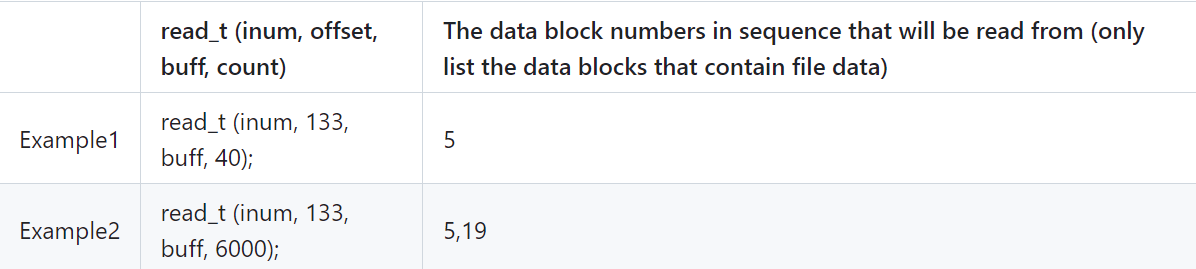 read_t (inum, offset,
buff, count)
The data block numbers in sequence that will be read from (only
list the data blocks that contain file data)
Example1
read_t (inum, 133,
buff, 40);
5
Example2
read_t (inum, 133,
buff, 6000);
5,19